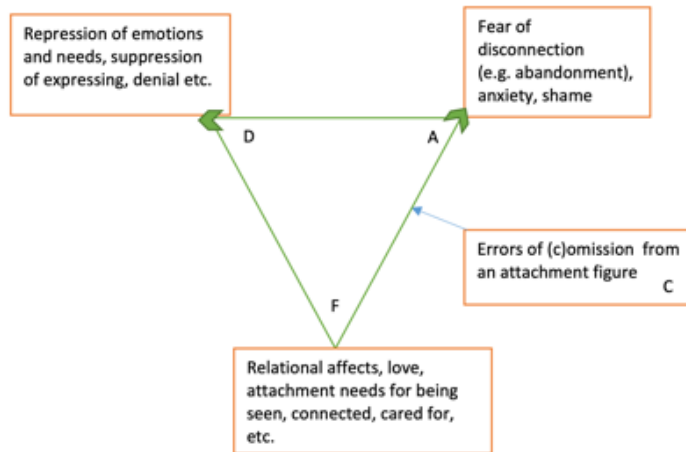 Repression of emotions
and needs, suppression
of expressing, denial etc.
Fear of
disconnection
(e.g. abandonment),
anxiety, shame
D
A
Errors of (c)omission from
an attachment figure
C
F
Relational affects, love,
attachment needs for being
seen, connected, cared for,
etc.